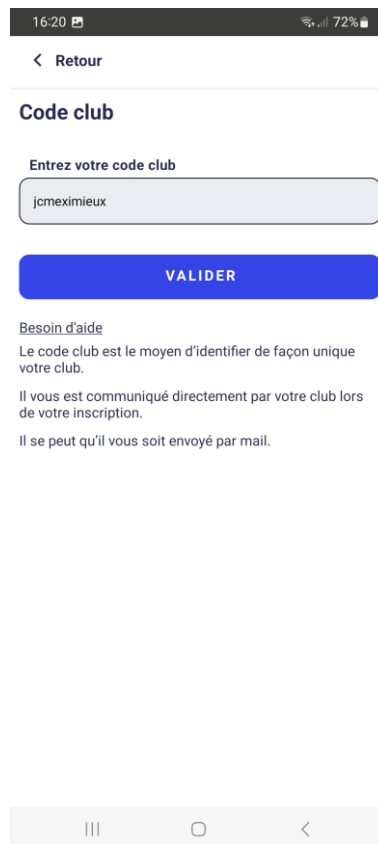 16:20 72%
Retour
Code club
Entrez votre code club
jcmeximieux
VALIDER
Besoin d'aide
Le code club est le moyen d'identifier de façon unique
votre club.
Il vous est communiqué directement par votre club lors
de votre inscription.
Il se peut qu'il vous soit envoyé par mail.